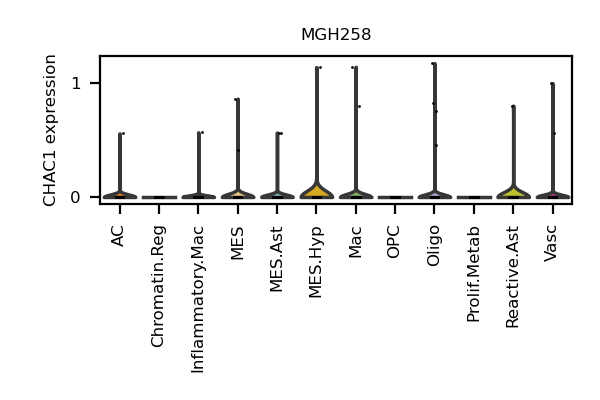 MGH258
CHAC1 expression
1
0
AC
Chromatin.Reg
Inflammatory.Mac
MES
MES.Ast
MES.Hyp
Mac
OPC
Oligo
Prolif.Metab
Reactive.Ast
Vasc